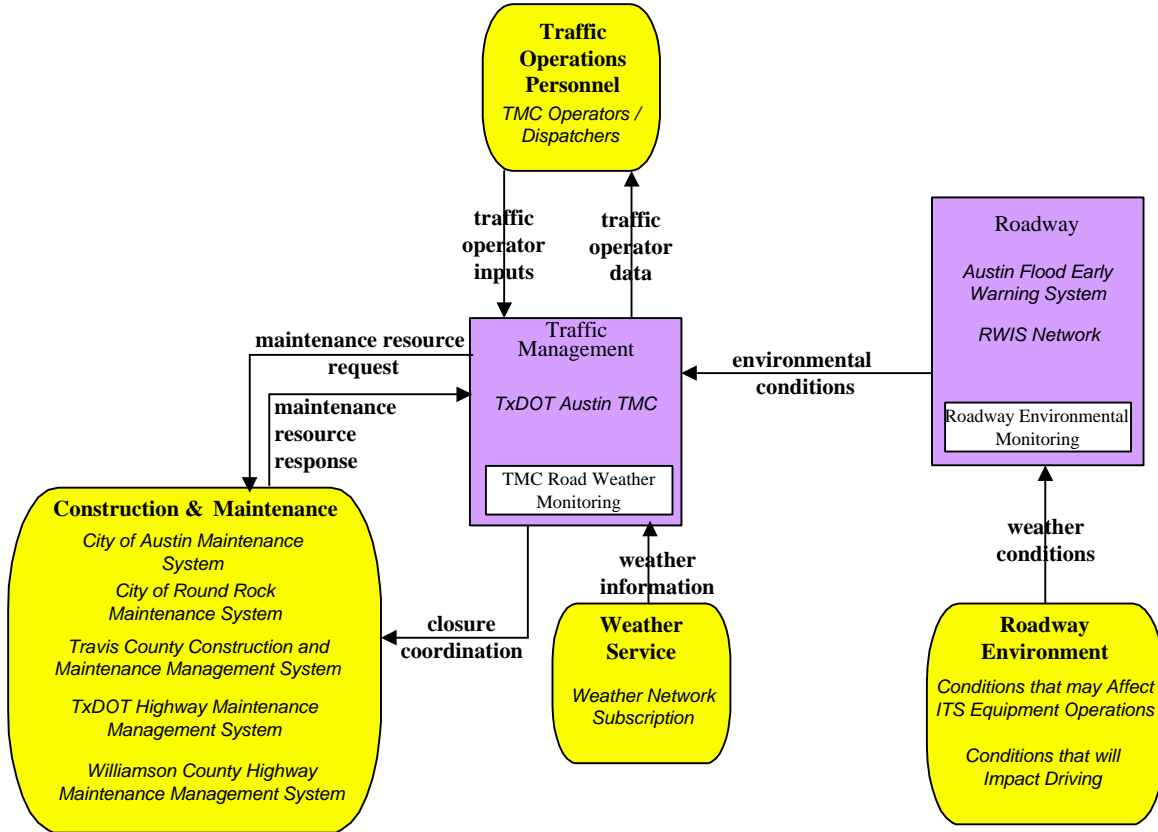 Traffic
Operations
Personnel
TMC Operators /
Dispatchers
traffic
operator
inputs
traffic
operator
data
Roadway
Austin Flood Early
Warning System
RWIS Network
Roadway Environmental
Monitoring
Traffic
Management
TxDOT Austin TMC
TMC Road Weather
Monitoring
maintenance resource
request
maintenance
resource
response
environmental
conditions
Construction & Maintenance
City of Austin Maintenance
System
City of Round Rock
Maintenance System
Travis County Construction and
Maintenance Management System
TxDOT Highway Maintenance
Management System
Williamson County Highway
Maintenance Management System
closure
coordination
weather
information
weather
conditions
Weather
Service
Weather Network
Subscription
Roadway
Environment
Conditions that may Affect
ITS Equipment Operations
Conditions that will
Impact Driving